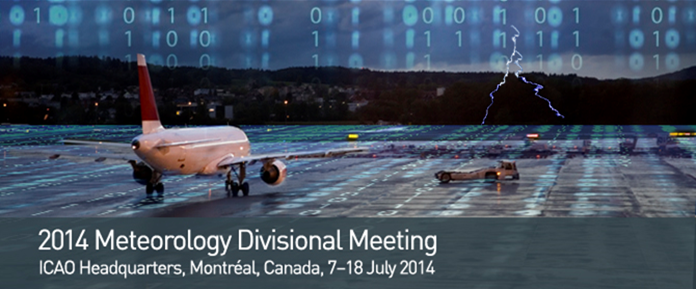 2014 Meteorology Divisional Meeting
ICAO Headquarters, Montréal, Canada, 7–18 July 2014